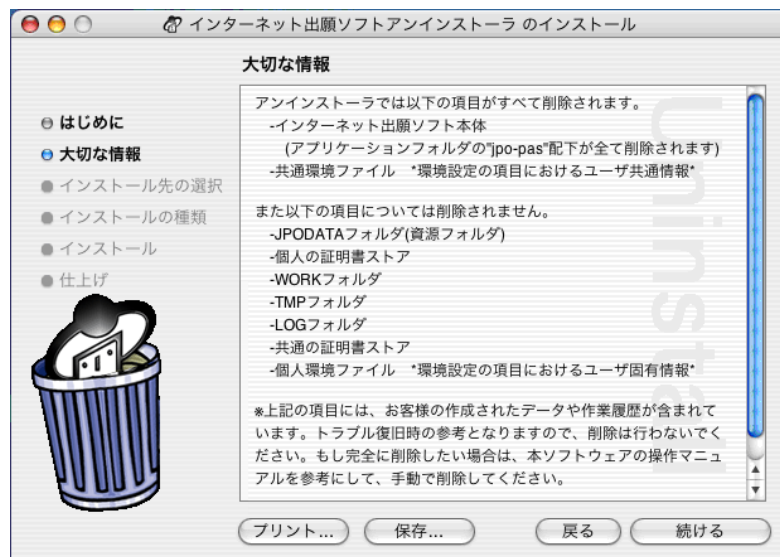 インターネット出願ソフトアンインストーラ のインストール
大切な情報
はじめに
大切な情報
インストール先の選択
インストールの種類
インストール
仕上げ
アンインストーラでは以下の項目がすべて削除されます。
-インターネット出願ソフト本体
(アプリケーションフォルダの"jpo-pas"配下が全て削除されます)
-共通環境ファイル *環境設定の項目におけるユーザ共通情報*
また以下の項目については削除されません。
-JPODATAフォルダ(資源フォルダ)
-個人の証明書ストア
-WORKフォルダ
-TMPフォルダ
-LOGフォルダ
-共通の証明書ストア
-個人環境ファイル *環境設定の項目におけるユーザ固有情報*
※上記の項目には、お客様の作成されたデータや作業履歴が含まれて
います。トラブル復旧時の参考となりますので、削除は行わないでく
ださい。もし完全に削除したい場合は、本ソフトウェアの操作マニュ
アルを参考にして、手動で削除してください。
Uninstall
プリント...
保存...
戻る
続ける